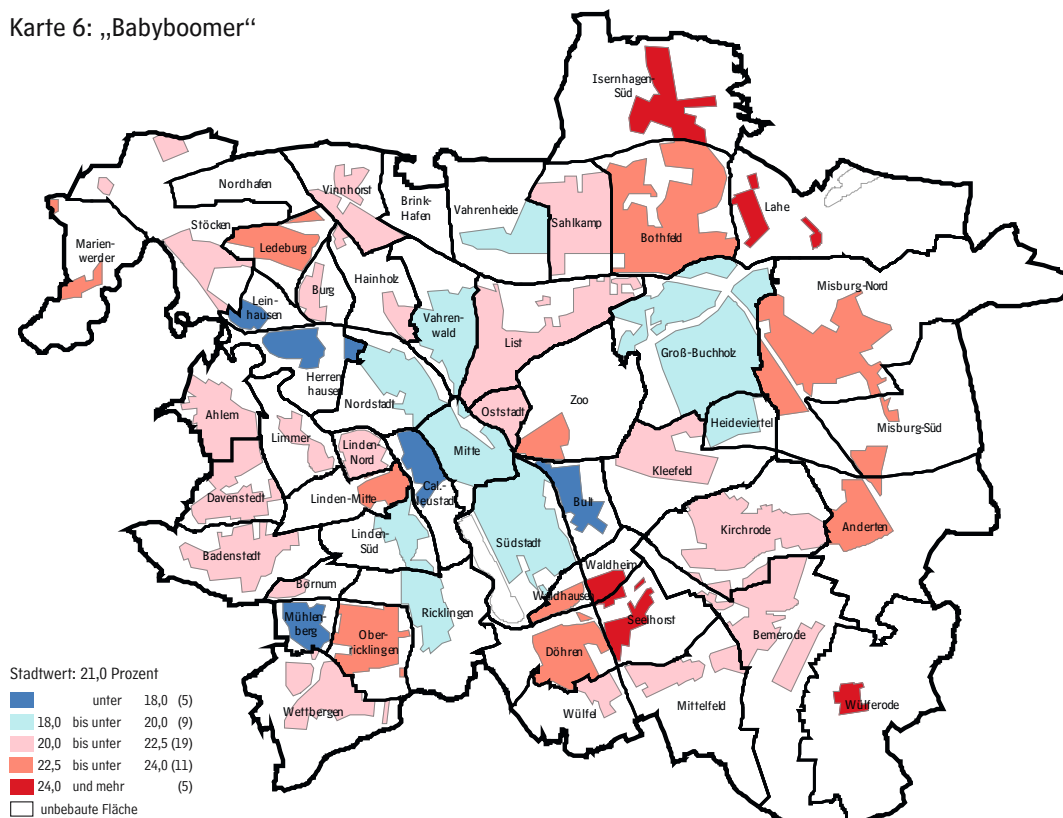 Karte 6: „Babyboomer“
Isernhagen-
Süd
Nordhafen
Vinnhorst
Brink-
Hafen
Vahrenheide
Sahlkamp
Bothfeld
Lahe
Stöcken
Marien-
werder
Ledeburg
Hainholz
Burg
Lein-
hausen
Vahren-
wald
List
Misburg-Nord
Groß-Buchholz
Herren
hausen
Nordstadt
Zoo
Oststadt
Heideviertel
Misburg-Süd
Ahlem
Limmer
Linden-
Nord
Mitte
Kleefeld
Davenstedt
Linden-Mitte
Cal.-
Neustadt
Bult
Kirchrode
Anderten
Badenstedt
Linden-
Süd
Südstadt
Waldheim
Bornum
Waldhausen
Ricklingen
Seelhorst
Bemerode
Mühlen-
berg
Ober-
ricklingen
Döhren
Wettbergen
Wülfel
Mittelfeld
Wülferode
Stadtwert: 21,0 Prozent
unter 18,0 (5)
18,0 bis unter 20,0 (9)
20,0 bis unter 22,5 (19)
22,5 bis unter 24,0 (11)
24,0 und mehr (5)
unbebaute Fläche